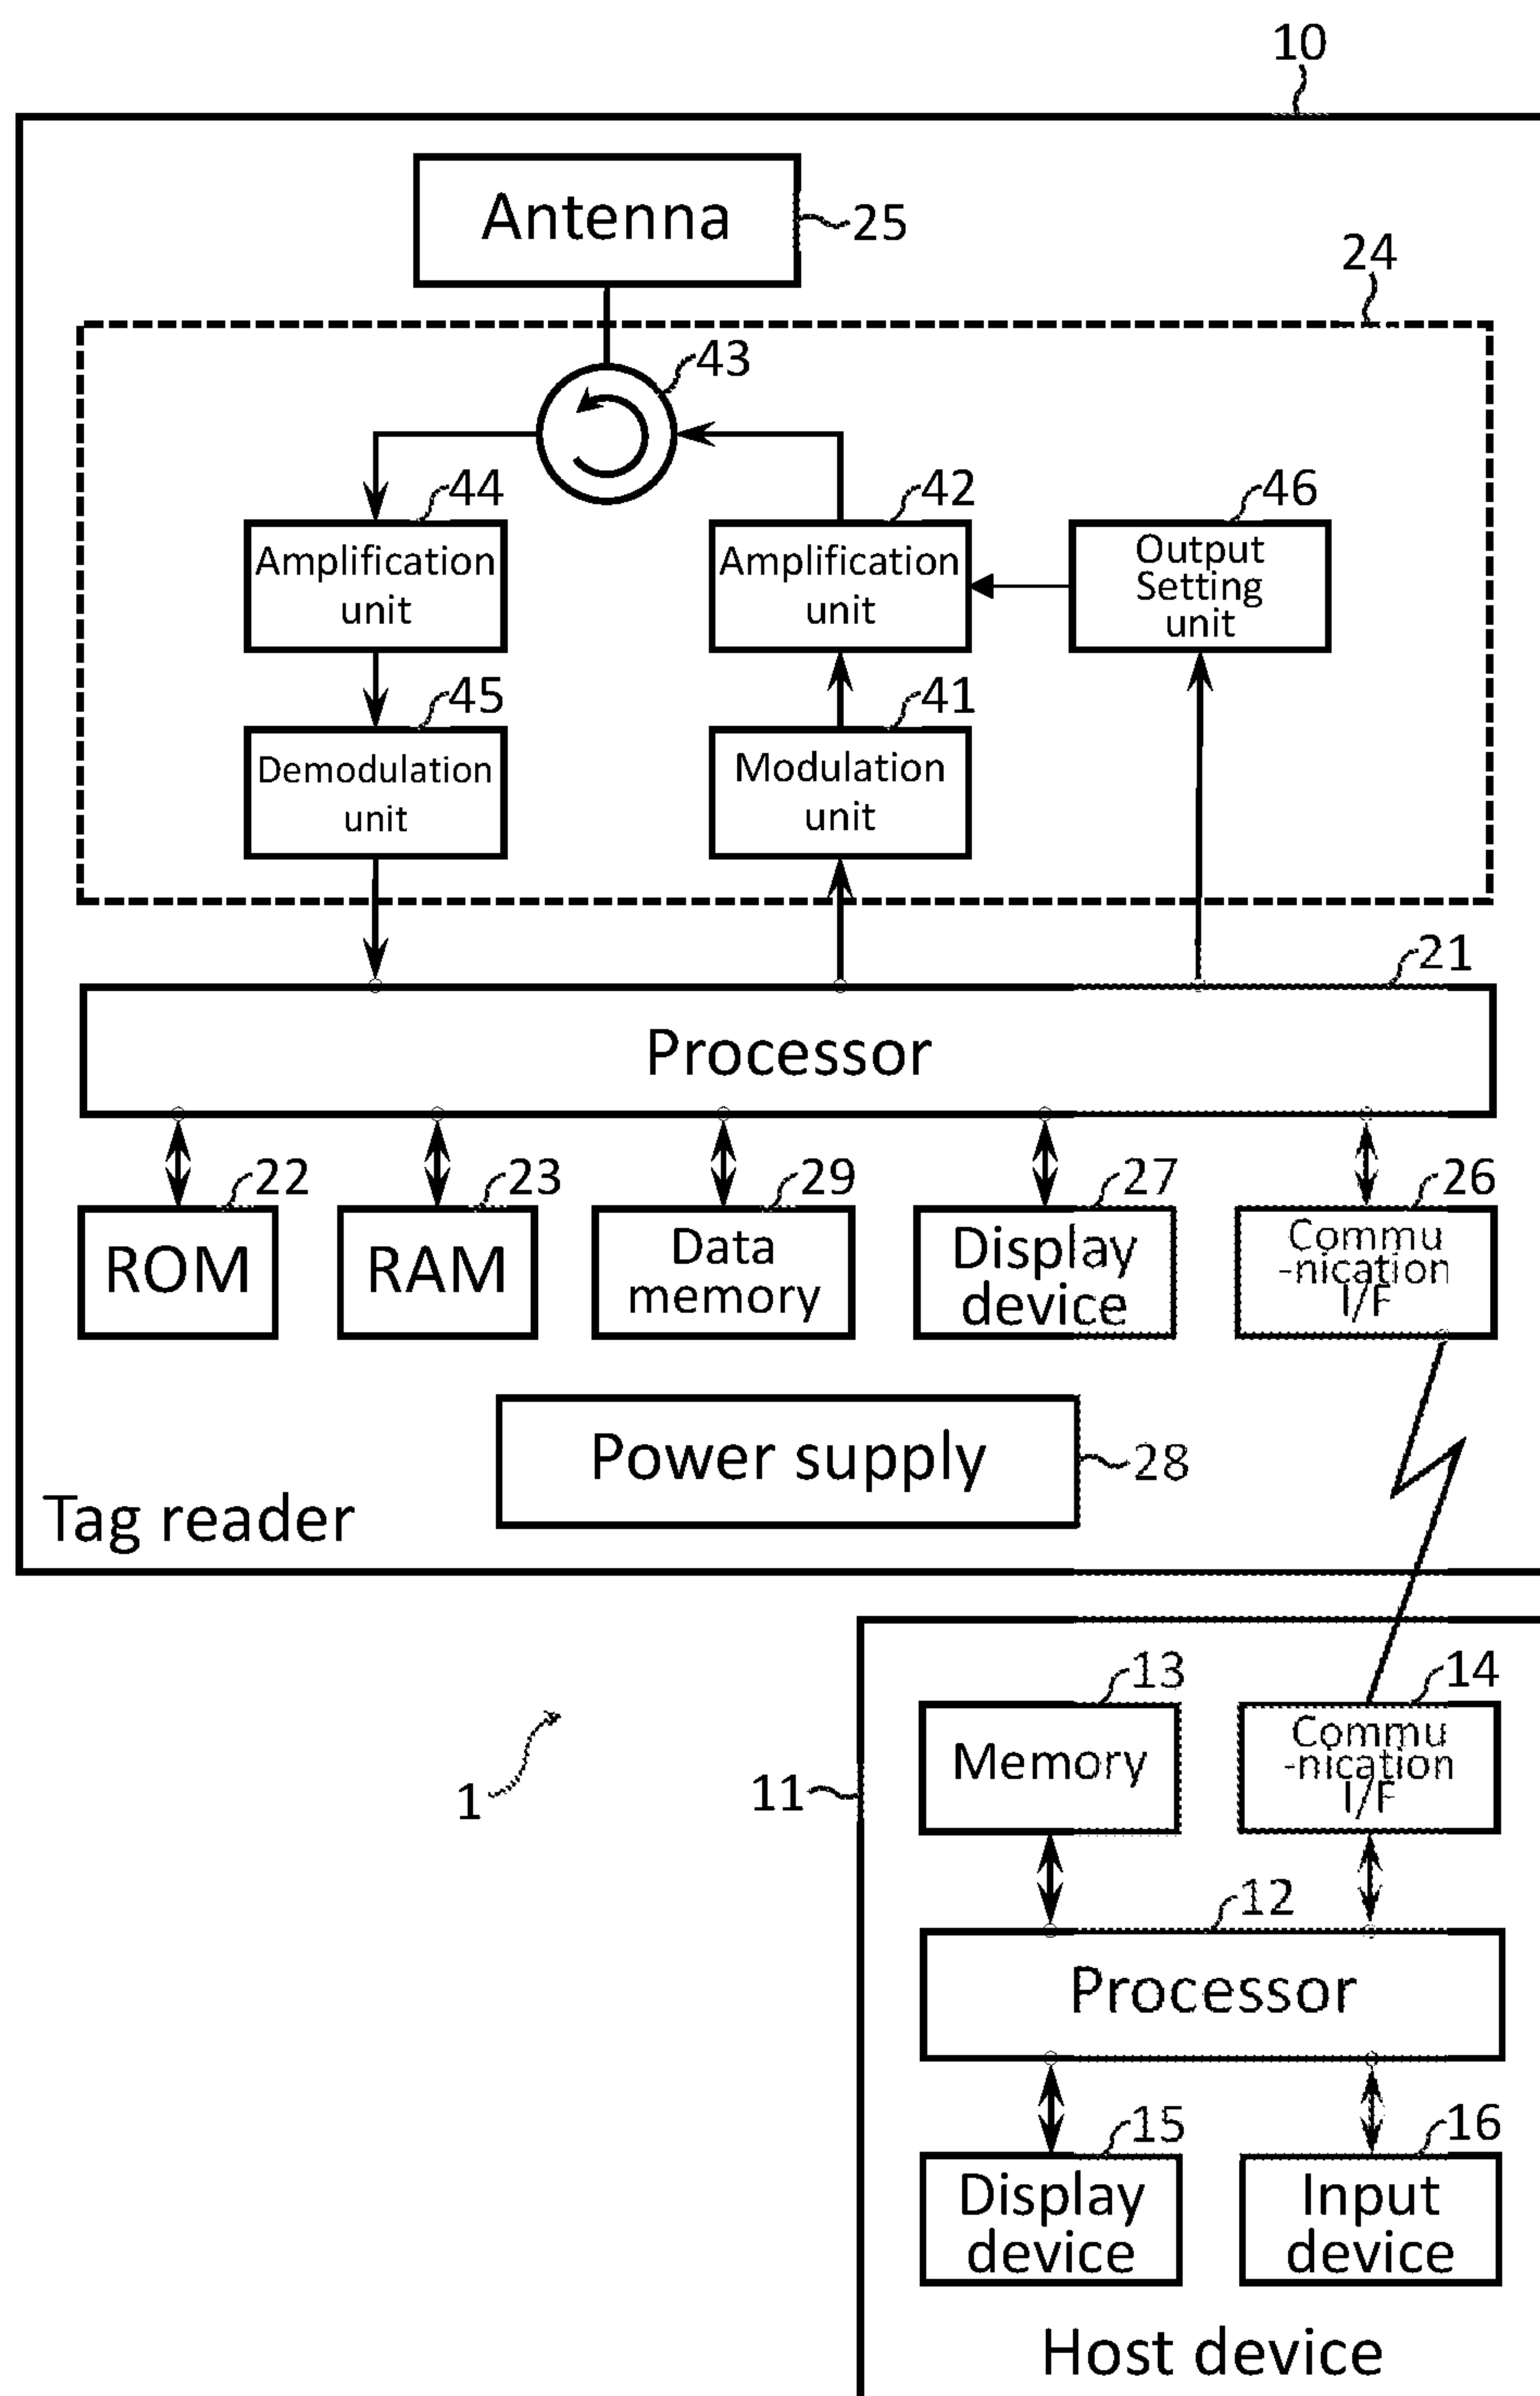 10
Antenna
25
24
43
44
42
46
Amplification
unit
Amplification
unit
Output
Setting
unit
45
41
Demodulation
unit
Modulation
unit
21
Processor
22
23
29
27
26
ROM
RAM
Data
memory
Display
device
Commu
-nication
I/F
Power supply
28
Tag reader
13
14
Memory
Commu
-nication
I/F
1
11
12
Processor
15
16
Display
device
Input
device
Host device